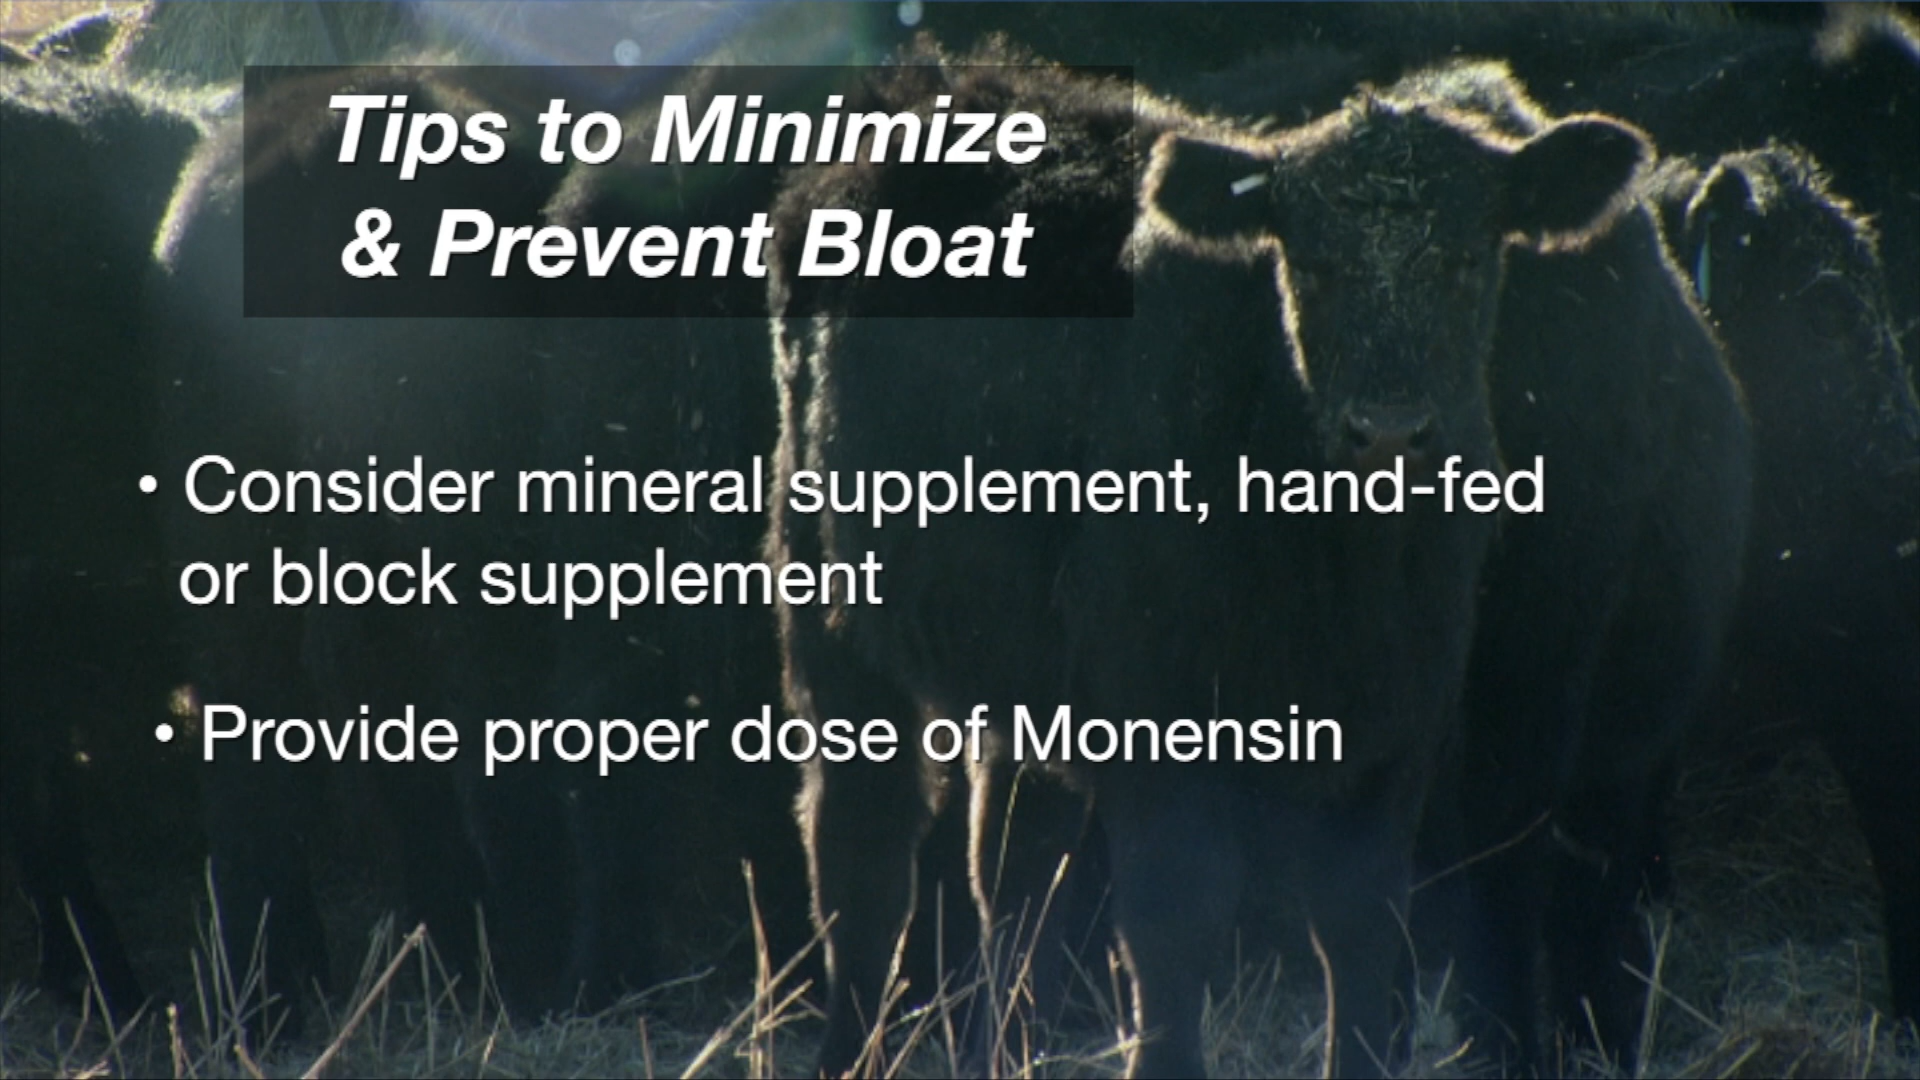 Tips to Minimize
& Prevent Bloat
• Consider mineral supplement, hand-fed
or block supplement
• Provide proper dose of Monensin